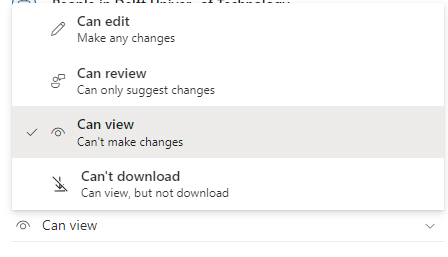 People in Delft Univer. of Technology
Can edit
Make any changes
Can review
Can only suggest changes
Can view
Can't make changes
Can't download
Can view, but not download
Can view